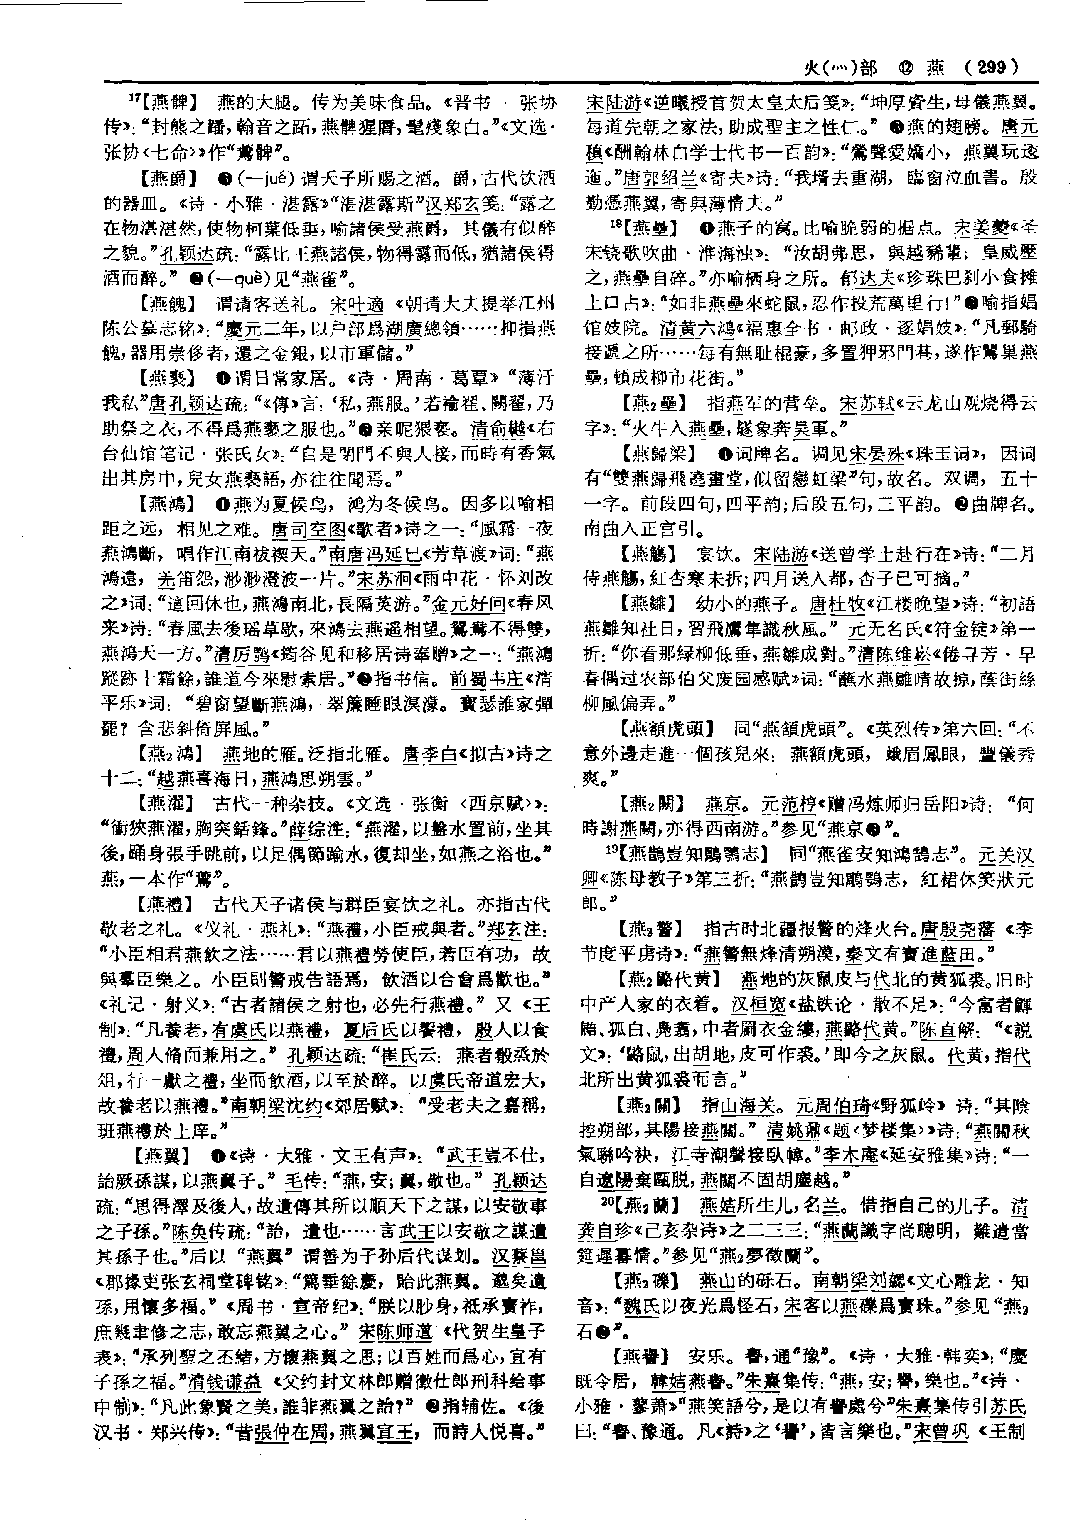 火(灬)部 ⑫ 燕 (299)
17【燕髀】 燕的大腿。传为美味食品。《晋书·张协
传》：“封熊之蹯，翰音之跖，燕髀猩脣，髦殘象白。”《文选·
张协〈七命〉》作“鷰髀”。
【燕爵】 ❶(—jué)谓天子所赐之酒。爵，古代饮酒
的器皿。《诗·小雅·湛露》“湛湛露斯”汉郑玄笺：“露之
在物湛湛然，使物柯葉低垂，喻諸侯受燕爵，其儀有似醉
之貌。”孔颖达疏：“露比王燕諸侯，物得露而低，猶諸侯得
酒而醉。” ❷(—què)见“燕雀”。
【燕餽】 谓请客送礼。宋叶適《朝请大夫提举江州
陈公墓志铭》：“慶元二年，以户部爲湖廣總領……抑揖燕
餽，器用崇侈者，還之金銀，以市軍儲。”
【燕褻】 ❶谓日常家居。《诗·周南·葛覃》“薄汙
我私”唐孔颖达疏：“《傳》言：‘私，燕服。’若褕翟、闕翟，乃
助祭之衣，不得爲燕褻之服也。”❷亲昵猥亵。清俞樾《右
台仙馆笔记·张氏女》：“自是閉門不與人接，而時有香氣
出其房中，兒女燕褻語，亦往往聞焉。”
【燕鴻】 ❶燕为夏候鸟，鸿为冬候鸟。因多以喻相
距之远，相见之难。唐司空图《歌者》诗之一：“風霜一夜
燕鴻斷，唱作江南祓禊天。”南唐冯延巳《芳草渡》词：“燕
鴻遠，羌笛怨，渺渺澄波一片。”宋苏泂《雨中花·怀刘改
之》词：“這回休也，燕鴻南北，長隔英游。”金元好问《春风
来》诗：“春風去後瑶草歇，來鴻去燕遥相望。鴛鴦不得雙，
燕鴻天一方。”清厉鹗《筠谷见和移居诗牵贈》之一：“燕鴻
蹤跡十霜餘，誰道今來慰索居。”❷指书信。前蜀韦庄《清
平乐》词：“碧窗望斷燕鴻，翠簾睡眼溟濛。寶瑟誰家彈
罷？含悲斜倚屏風。”
【燕2鴻】 燕地的雁。泛指北雁。唐李白《拟古》诗之
十二：“越燕喜海日，燕鴻思朔雲。”
【燕濯】 古代一种杂技。《文选·张衡〈西京赋〉》：
“衝狹燕濯，胸突銛鋒。”薛综注：“燕濯，以盤水置前，坐其
後，踊身張手跳前，以足偶節踰水，復却坐，如燕之浴也。”
燕，一本作“鷰”。
【燕禮】 古代天子诸侯与群臣宴饮之礼。亦指古代
敬老之礼。《仪礼·燕礼》：“燕禮，小臣戒與者。”郑玄注：
“小臣相君燕飲之法……君以燕禮勞使臣，若臣有功，故
與羣臣樂之。小臣則警戒告語焉，飲酒以合會爲歡也。”
《礼记·射义》：“古者諸侯之射也，必先行燕禮。”又《王
制》：“凡養老，有虞氏以燕禮，夏后氏以饗禮，殷人以食
禮，周人脩而兼用之。”孔颖达疏：“崔氏云：燕者殽烝於
俎，行一獻之禮，坐而飲酒，以至於醉。以虞氏帝道宏大，
故養老以燕禮。”南朝梁沈约《郊居赋》：“受老夫之嘉稱，
班燕禮於上庠。”
【燕翼】 ❶《诗·大雅·文王有声》：“武王豈不仕，
詒厥孫謀，以燕翼子。”毛传：“燕，安；翼，敬也。”孔颖达
疏：“思得澤及後人，故遺傳其所以順天下之謀，以安敬事
之子孫。”陈奂传疏：“詒，遺也……言武王以安敬之謀遺
其孫子也。”后以“燕翼”谓善为子孙后代谋划。汉蔡邕
《郡掾吏张玄祠堂碑铭》：“篤垂餘慶，貽此燕翼。邈矣遺
孫，用懷多福。”《周书·宣帝纪》：“朕以眇身，祗承寶祚，
庶幾聿脩之志，敢忘燕翼之心。”宋陈师道《代贺生皇子
表》：“承列聖之丕緒，方懷燕翼之思；以百姓而爲心，宜有
子孫之福。”清钱谦益《父约封文林郎赠徵仕郎刑科给事
中制》：“凡此象賢之美，誰非燕翼之詒？” ❷指辅佐。《後
汉书·郑兴传》：“昔張仲在周，燕翼宣王，而詩人悦喜。”
宋陆游《逆曦授首贺太皇太后笺》：“坤厚資生，母儀燕翼。
每道先朝之家法，助成聖主之性仁。” ❸燕的翅膀。唐元
稹《酬翰林白学士代书一百韵》：“鶯聲愛嬌小，燕翼玩逶
迤。”唐郭绍兰《寄夫》诗：“我壻去重湖，臨窗泣血書。殷
勤憑燕翼，寄與薄情夫。”
18【燕壘】 ❶燕子的窝。比喻脆弱的据点。宋姜夔《圣
宋铙歌吹曲·淮海浊》：“汝胡弗思，與越豨輩；皇威壓
之，燕壘自碎。”亦喻栖身之所。郁达夫《珍珠巴刹小食摊
上口占》：“如非燕壘來蛇鼠，忍作投荒萬里行！”❷喻指娼
馆妓院。清黄六鸿《福惠全书·邮政·逐娼妓》：“凡郵騎
接遞之所……每有無耻棍豪，多置狎邪門巷，遂作鴛巢燕
壘，頓成柳市花衖。”
【燕2壘】 指燕军的营垒。宋苏轼《云龙山观烧得云
字》：“火牛入燕壘，燧象奔吴軍。”
【燕歸梁】 ❶词牌名。调见宋晏殊《珠玉词》，因词
有“雙燕歸飛遶畫堂，似留戀虹梁”句，故名。双调，五十
一字。前段四句，四平韵；后段五句，三平韵。❷曲牌名。
南曲入正宫引。
【燕觴】 宴饮。宋陆游《送曾学士赴行在》诗：“二月
侍燕觴，紅杏寒未拆；四月送入都，杏子已可摘。”
【燕雛】 幼小的燕子。唐杜牧《江楼晚望》诗：“初語
燕雛知社日，習飛鷹隼識秋風。”元无名氏《符金锭》第一
折：“你看那緑柳低垂，燕雛成對。”清陈维崧《倦寻芳·早
春偶过农部伯父废园感赋》词：“蘸水燕雛晴故掠，蔭街絲
柳風偏弄。”
【燕額虎頭】 同“燕頷虎頭”。《英烈传》第六回：“不
意外邊走進一個孩兒來：燕額虎頭，蛾眉鳳眼，豐儀秀
爽。”
【燕2闕】 燕京。元范梈《赠冯炼师归岳阳》诗：“何
時謝燕闕，亦得西南游。”参见“燕京❷”。
19【燕鵲豈知鵰鶚志】 同“燕雀安知鸿鹄志”。元关汉
卿《陈母教子》第三折：“燕鵲豈知鵰鶚志，紅裙休笑狀元
郎。”
【燕2警】 指古时北疆报警的烽火台。唐殷尧藩《李
节度平虏诗》：“燕警無烽清朔漠，秦文有寶進藍田。”
【燕2䶅代黄】 燕地的灰鼠皮与代北的黄狐裘。旧时
中产人家的衣着。汉桓宽《盐铁论·散不足》：“今富者鼲
鼦、狐白、鳧翥，中者罽衣金縷，燕䶅代黄。”陈直解：“《説
文》：‘䶅鼠，出胡地，皮可作裘。’即今之灰鼠。代黄，指代
北所出黄狐裘而言。”
【燕2關】 指山海关。元周伯琦《野狐岭》诗：“其陰
控朔部，其陽接燕關。”清姚鼐《题〈梦楼集〉》诗：“燕關秋
氣聯吟袂，江寺潮聲接卧幃。”李木庵《延安雅集》诗：“一
自遼陽棄甌脱，燕關不固胡塵越。”
20【燕2蘭】 燕姞所生儿，名兰。借指自己的儿子。清
龚自珍《己亥杂诗》之二三三：“燕蘭識字尚聰明，難遣當
筵遲暮情。”参见“燕2夢徵蘭”。
【燕2礫】 燕山的砾石。南朝梁刘勰《文心雕龙·知
音》：“魏氏以夜光爲怪石，宋客以燕礫爲寶珠。”参见“燕2
石❷”。
【燕譽】 安乐。譽，通“豫”。《诗·大雅·韩奕》：“慶
既令居，韓姞燕譽。”朱熹集传：“燕，安；譽，樂也。”《诗·
小雅·蓼萧》“燕笑語兮，是以有譽處兮”朱熹集传引苏氏
曰：“譽、豫通。凡《詩》之‘譽’，皆言樂也。”宋曾巩《王制